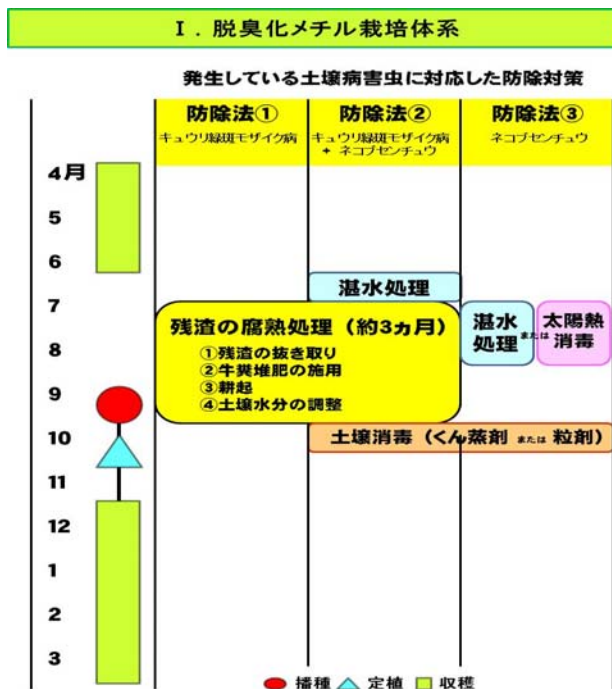 Ⅰ．脱臭化メチル栽培体系
発生している土壌病害虫に対応した防除対策
防除法① 防除法② 防除法③
キュウリ緑斑モザイク病 キュウリ緑斑モザイク病 ネコブセンチュウ
+ ネコブセンチュウ
4月
5
6
湛水処理
7
残渣の腐熟処理（約3ヵ月）
①残渣の抜き取り
②牛糞堆肥の施用
③耕起
④土壌水分の調整
湛水
処理
または
太陽熱
消毒
8
9
10
土壌消毒（くん蒸剤 または 粒剤）
11
12
1
2
3
播種 定植 収穫